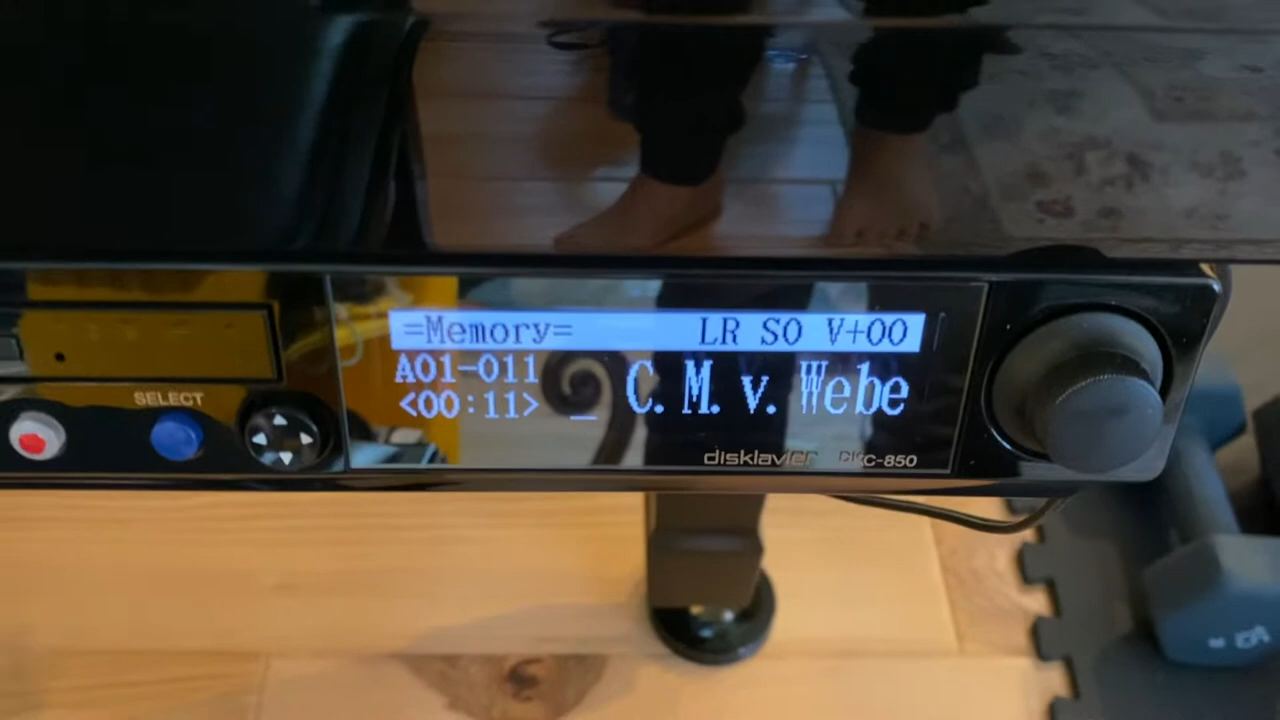 =Memory= LR SO V+00
A01-011
<00:11> _ C. M. v. Webe
SELECT
disklavier DKC-850